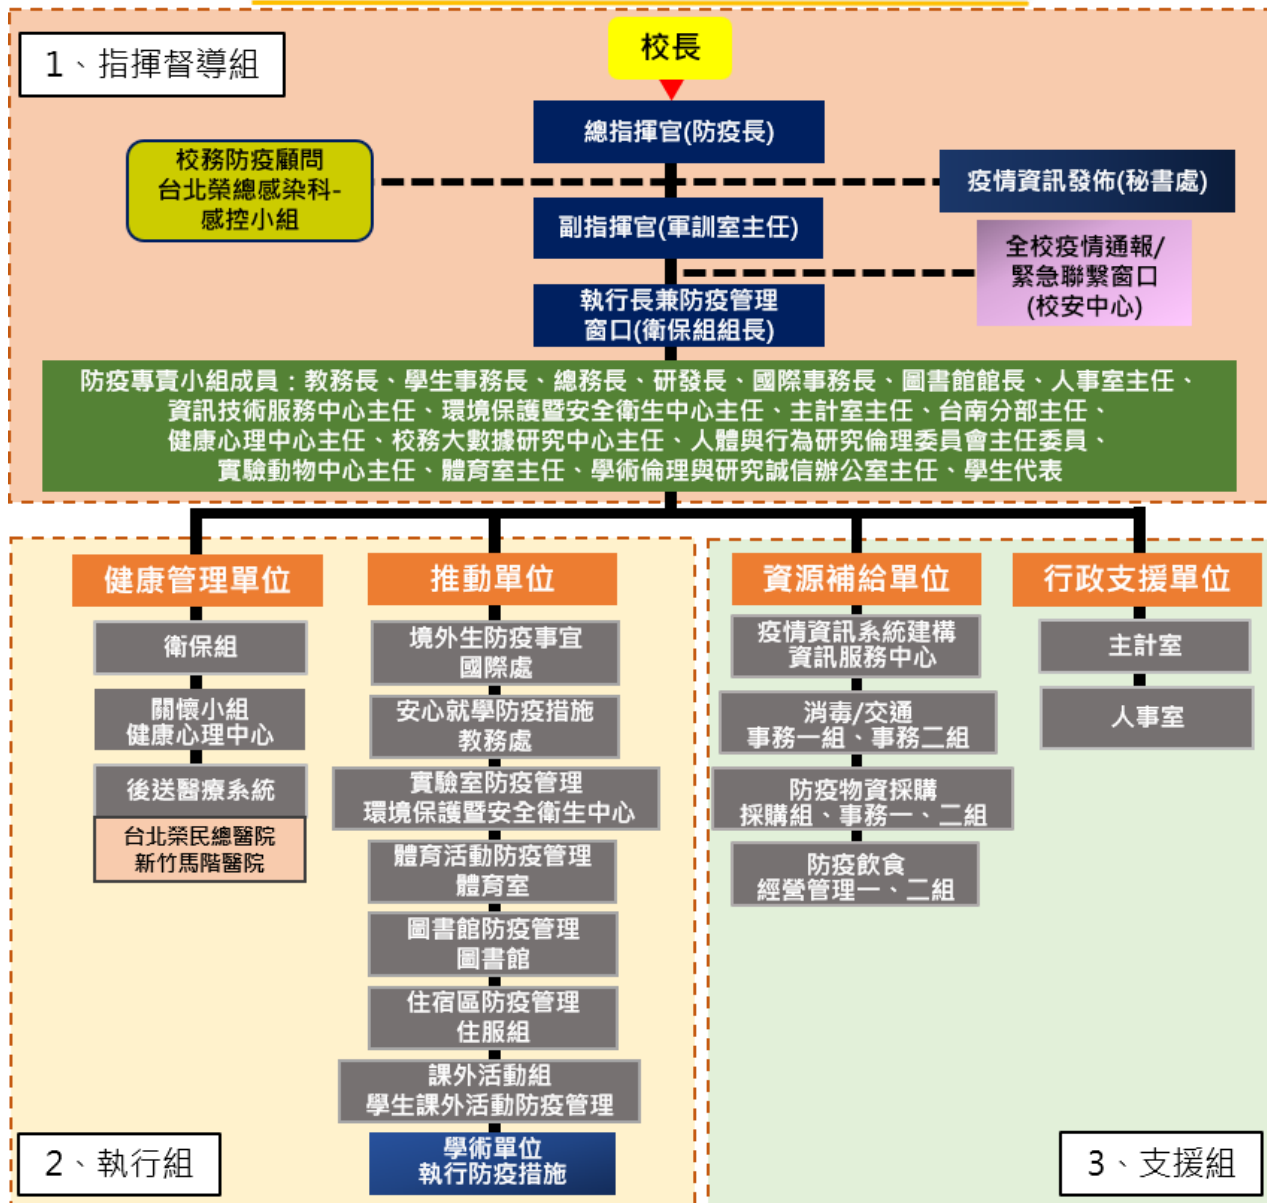 1、指揮督導組
校長
總指揮官(防疫長)
校務防疫顧問
台北榮總感染科-
感控小組
疫情資訊發佈(秘書處)
副指揮官(軍訓室主任)
全校疫情通報/
緊急聯繫窗口
(校安中心)
執行長兼防疫管理
窗口(衛保組組長)
防疫專責小組成員：教務長、學生事務長、總務長、研發長、國際事務長、圖書館館長、人事室主任、
資訊技術服務中心主任、環境保護暨安全衛生中心主任、主計室主任、台南分部主任、
健康心理中心主任、校務大數據研究中心主任、人體與行為研究倫理委員會主任委員、
實驗動物中心主任、體育室主任、學術倫理與研究誠信辦公室主任、學生代表
健康管理單位
衛保組
關懷小組
健康心理中心
後送醫療系統
台北榮民總醫院
新竹馬階醫院
推動單位
境外生防疫事宜
國際處
安心就學防疫措施
教務處
實驗室防疫管理
環境保護暨安全衛生中心
體育活動防疫管理
體育室
圖書館防疫管理
圖書館
住宿區防疫管理
住服組
課外活動組
學生課外活動防疫管理
學術單位
執行防疫措施
2、執行組
資源補給單位
疫情資訊系統建構
資訊服務中心
消毒/交通
事務一組、事務二組
防疫物資採購
採購組、事務一、二組
防疫飲食
經營管理一、二組
行政支援單位
主計室
人事室
3、支援組